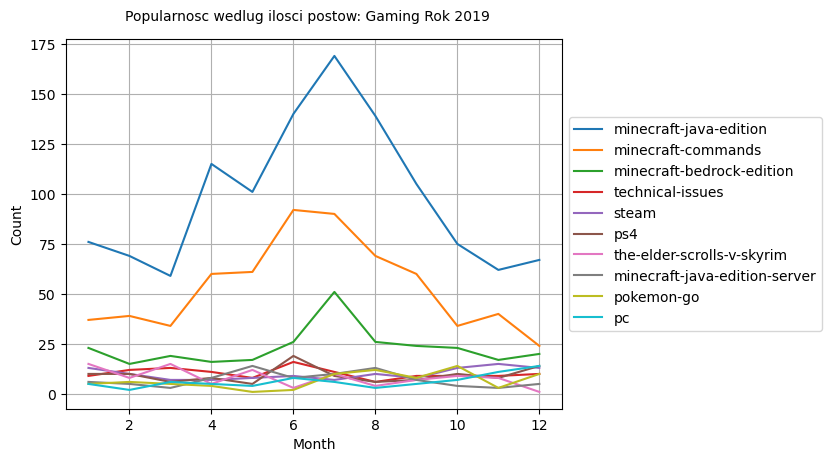 Popularnosc wedlug ilosci postow: Gaming Rok 2019
175
150
125
100
75
50
25
0
Count
2 4 6 8 10 12
Month
minecraft-java-edition
minecraft-commands
minecraft-bedrock-edition
technical-issues
steam
ps4
the-elder-scrolls-v-skyrim
minecraft-java-edition-server
pokemon-go
pc